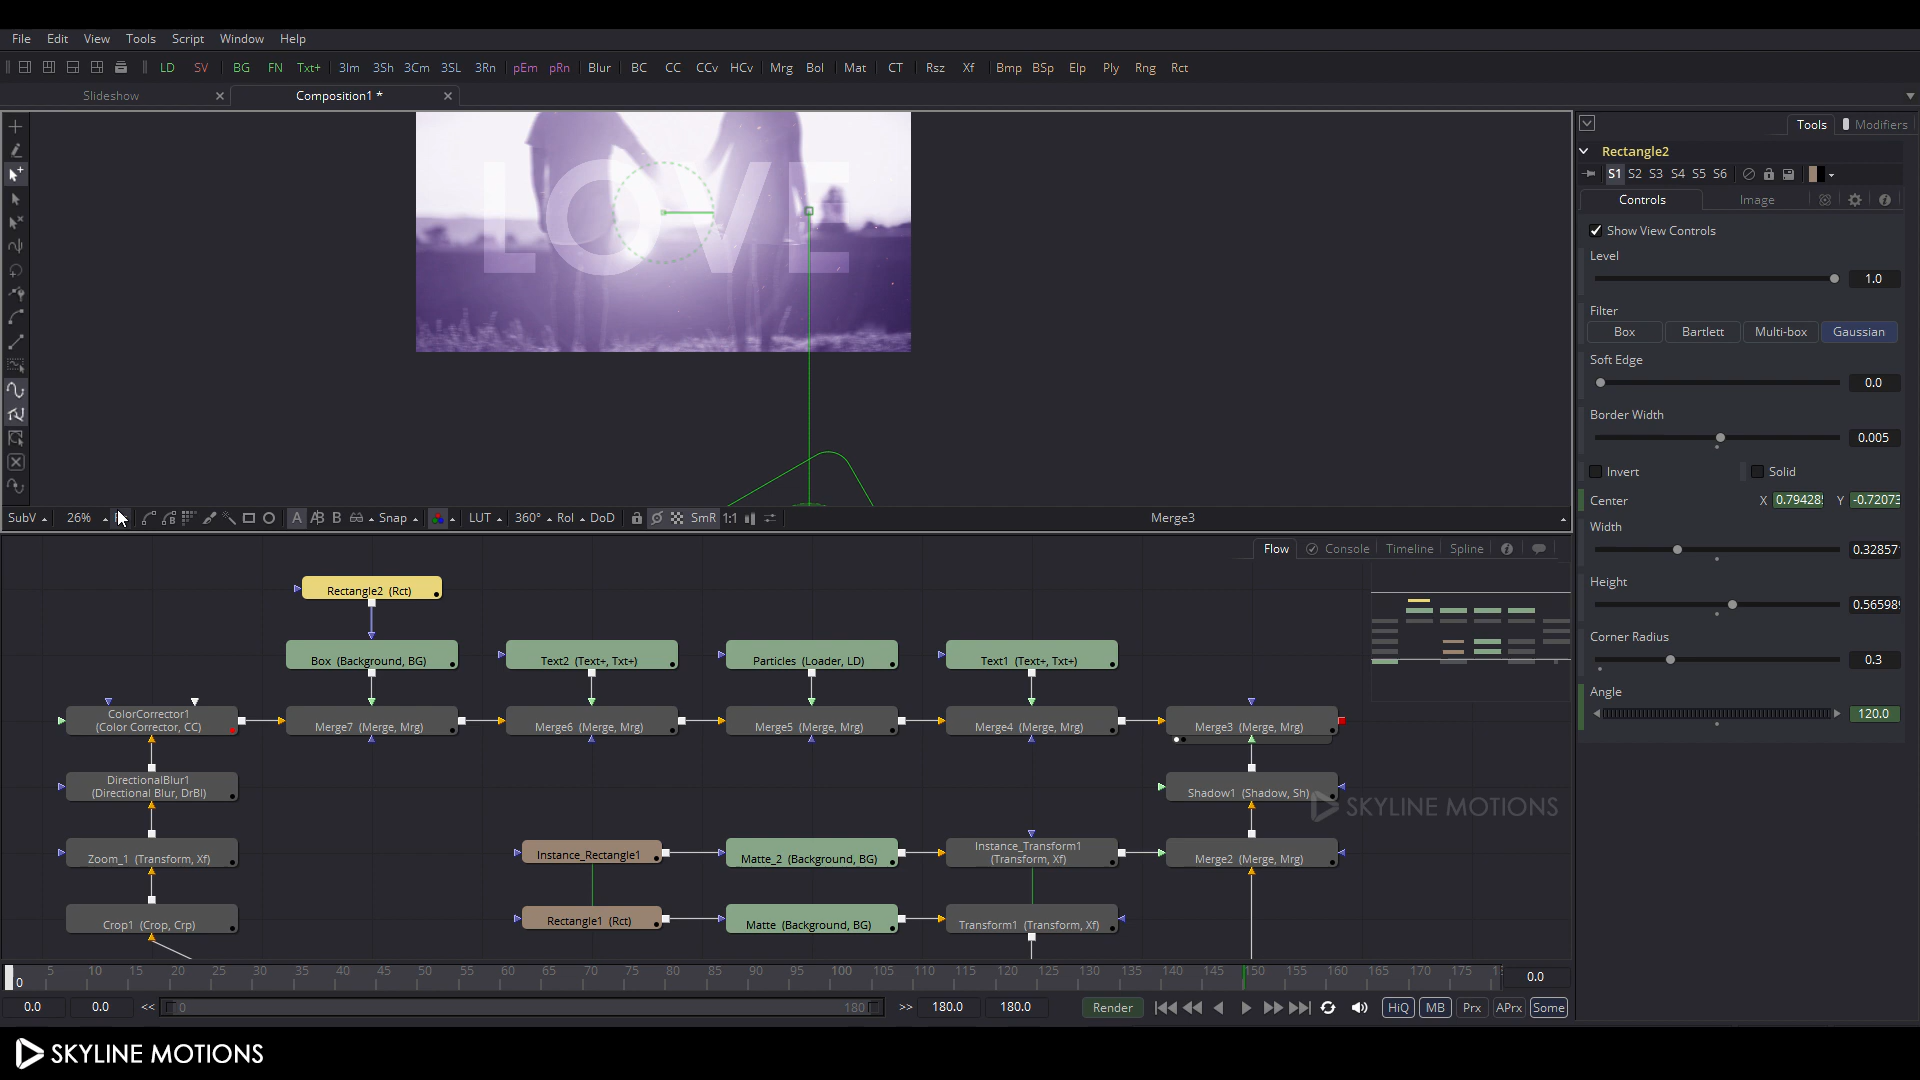 File Edit View Tools Script Window Help
LD SV BG FN Txt+ 3Im 3Sh 3Cm 3SL 3Rn pEm pRn Blur BC CC CCv HCv Mrg Bol Mat CT Rsz Xf Bmp BSp Elp Ply Rng Rct
Slideshow Composition1 *
LOVE
SubV 26% A B Snap LUT 360° Rol DoD SmR 1:1 Merge3
Flow Console Timeline Spline
Rectangle2 (Rct)
Box (Background, BG) Text2 (Text+, Txt+) Particles (Loader, LD) Text1 (Text+, Txt+)
ColorCorrector1
(Color Corrector, CC) Merge7 (Merge, Mrg) Merge6 (Merge, Mrg) Merge5 (Merge, Mrg) Merge4 (Merge, Mrg) Merge3 (Merge, Mrg)
DirectionalBlur1
(Directional Blur, DrBl) Shadow1 (Shadow, Sh)
SKYLINE MOTIONS
Zoom_1 (Transform, Xf) Instance_Rectangle1 Matte_2 (Background, BG) Instance_Transform1
(Transform, Xf) Merge2 (Merge, Mrg)
Crop1 (Crop, Crp) Rectangle1 (Rct) Matte (Background, BG) Transform1 (Transform, Xf)
0 5 10 15 20 25 30 35 40 45 50 55 60 65 70 75 80 85 90 95 100 105 110 115 120 125 130 135 140 145 150 155 160 165 170 175 0.0
0.0 0.0 << 0 180 >> 180.0 180.0 Render HiQ MB Prx APrx Some
Tools Modifiers
Rectangle2
S1 S2 S3 S4 S5 S6
Controls Image
Show View Controls
Level
1.0
Filter
Box Bartlett Multi-box Gaussian
Soft Edge
0.0
Border Width
0.005
Invert Solid
Center X 0.79428 Y -0.72073
Width
0.32857
Height
0.56598
Corner Radius
0.3
Angle
120.0
SKYLINE MOTIONS